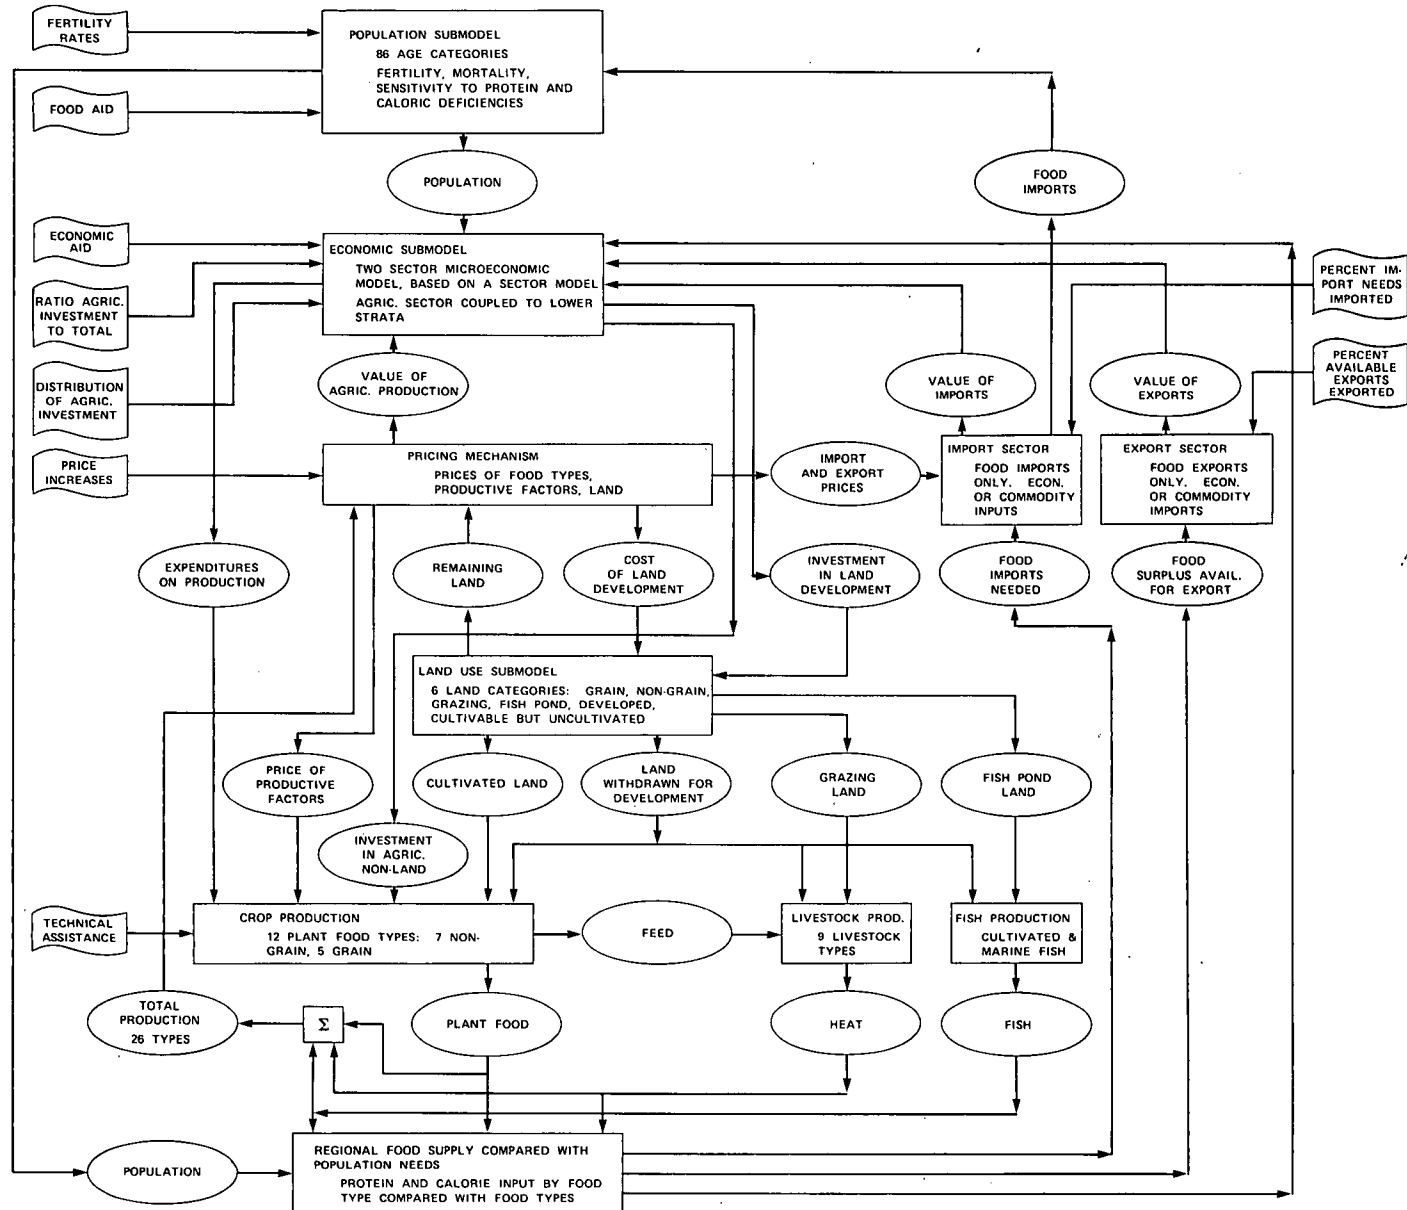 FERTILITY
RATES
POPULATION SUBMODEL
86 AGE CATEGORIES
FERTILITY, MORTALITY,
SENSITIVITY TO PROTEIN AND
CALORIC DEFICIENCIES
FOOD AID
POPULATION
FOOD
IMPORTS
ECONOMIC
AID
ECONOMIC SUBMODEL
TWO SECTOR MICROECONOMIC
MODEL, BASED ON A SECTOR MODEL
AGRIC. SECTOR COUPLED TO LOWER
STRATA
PERCENT IM-
PORT NEEDS
IMPORTED
RATIO AGRIC.
INVESTMENT
TO TOTAL
DISTRIBUTION
OF AGRIC.
INVESTMENT
VALUE OF
AGRIC. PRODUCTION
VALUE OF
IMPORTS
VALUE OF
EXPORTS
PERCENT
AVAILABLE
EXPORTS
EXPORTED
PRICE
INCREASES
PRICING MECHANISM
PRICES OF FOOD TYPES,
PRODUCTIVE FACTORS, LAND
IMPORT
AND EXPORT
PRICES
IMPORT SECTOR
FOOD IMPORTS
ONLY. ECON.
OR COMMODITY
INPUTS
EXPORT SECTOR
FOOD EXPORTS
ONLY. ECON.
OR COMMODITY
IMPORTS
EXPENDITURES
ON PRODUCTION
REMAINING
LAND
COST
OF LAND
DEVELOPMENT
INVESTMENT
IN LAND
DEVELOPMENT
FOOD
IMPORTS
NEEDED
FOOD
SURPLUS AVAIL.
FOR EXPORT
LAND USE SUBMODEL
6 LAND CATEGORIES: GRAIN, NON-GRAIN,
GRAZING, FISH POND, DEVELOPED,
CULTIVABLE BUT UNCULTIVATED
PRICE OF
PRODUCTIVE
FACTORS
CULTIVATED LAND
LAND
WITHDRAWN FOR
DEVELOPMENT
GRAZING
LAND
FISH POND
LAND
INVESTMENT
IN AGRIC.
NON-LAND
TECHNICAL
ASSISTANCE
CROP PRODUCTION
12 PLANT FOOD TYPES: 7 NON-
GRAIN, 5 GRAIN
FEED
LIVESTOCK PROD.
9 LIVESTOCK
TYPES
FISH PRODUCTION
CULTIVATED &
MARINE FISH
TOTAL
PRODUCTION
26 TYPES
Σ
PLANT FOOD
HEAT
FISH
POPULATION
REGIONAL FOOD SUPPLY COMPARED WITH
POPULATION NEEDS
PROTEIN AND CALORIE INPUT BY FOOD
TYPE COMPARED WITH FOOD TYPES